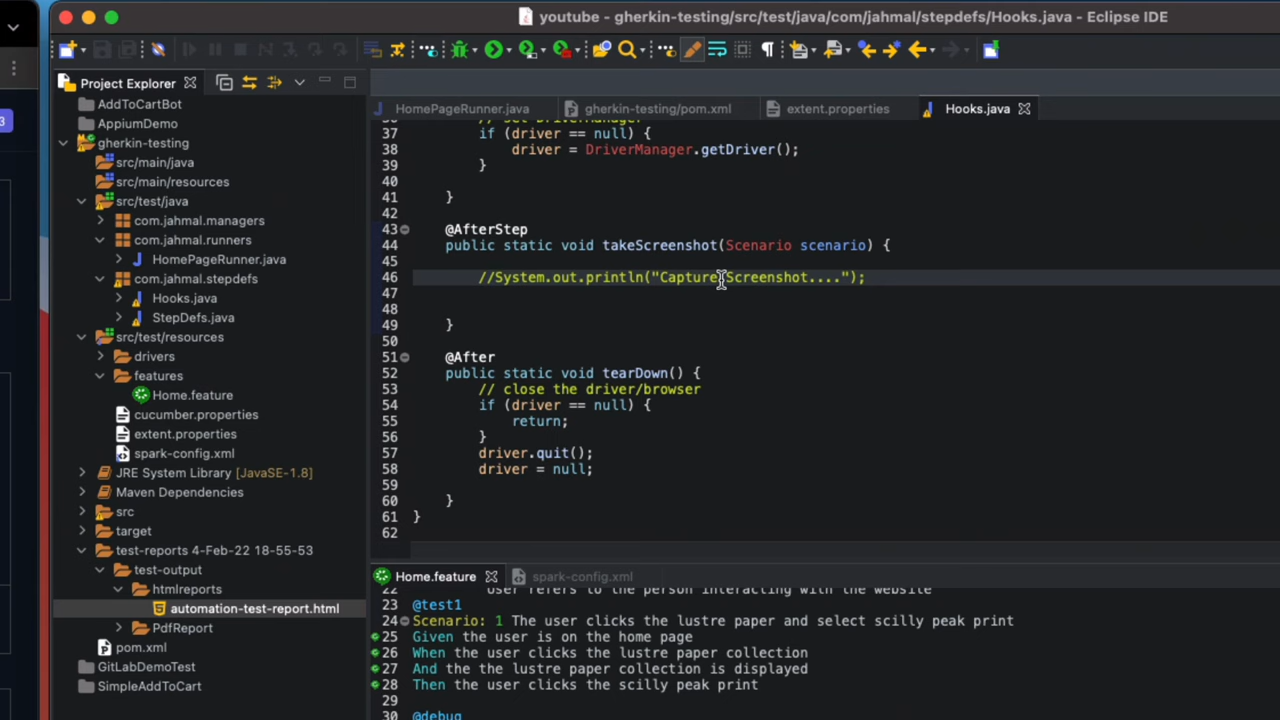 youtube - gherkin-testing/src/test/java/com/jahmal/stepdefs/Hooks.java - Eclipse IDE
Project Explorer
HomePageRunner.java
gherkin-testing/pom.xml
extent.properties
Hooks.java
3
AddToCartBot
AppiumDemo
gherkin-testing
src/main/java
src/main/resources
src/test/java
com.jahmal.managers
com.jahmal.runners
HomePageRunner.java
com.jahmal.stepdefs
Hooks.java
StepDefs.java
src/test/resources
drivers
features
Home.feature
cucumber.properties
extent.properties
spark-config.xml
JRE System Library [JavaSE-1.8]
Maven Dependencies
src
target
test-reports 4-Feb-22 18-55-53
test-output
htmlreports
automation-test-report.html
PdfReport
pom.xml
GitLabDemoTest
SimpleAddToCart
36 // set DriverManager
37 if (driver == null) {
38 driver = DriverManager.getDriver();
39 }
40
41 }
42
43 @AfterStep
44 public static void takeScreenshot(Scenario scenario) {
45
46 //System.out.println("Capture Screenshot....");
47
48
49 }
50
51 @After
52 public static void tearDown() {
53 // close the driver/browser
54 if (driver == null) {
55 return;
56 }
57 driver.quit();
58 driver = null;
59
60 }
61 }
62
Home.feature
spark-config.xml
22 user refers to the person interacting with the website
23 @test1
24 Scenario: 1 The user clicks the lustre paper and select scilly peak print
25 Given the user is on the home page
26 When the user clicks the lustre paper collection
27 And the the lustre paper collection is displayed
28 Then the user clicks the scilly peak print
29
30 @debug